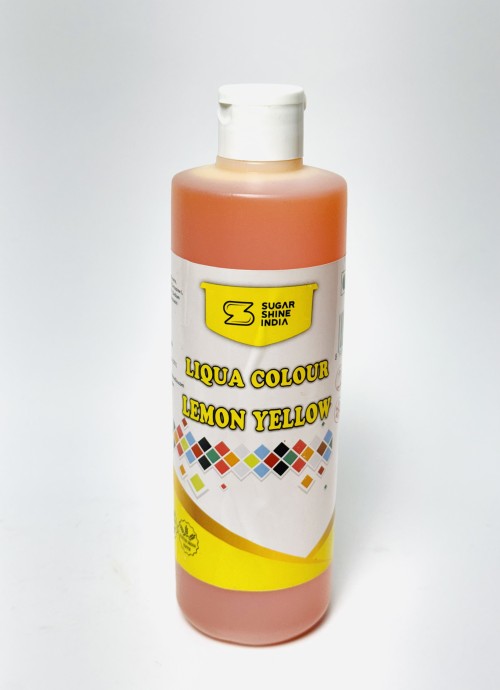 SUGAR
SHINE
INDIA
LIQUA COLOUR
LEMON YELLOW